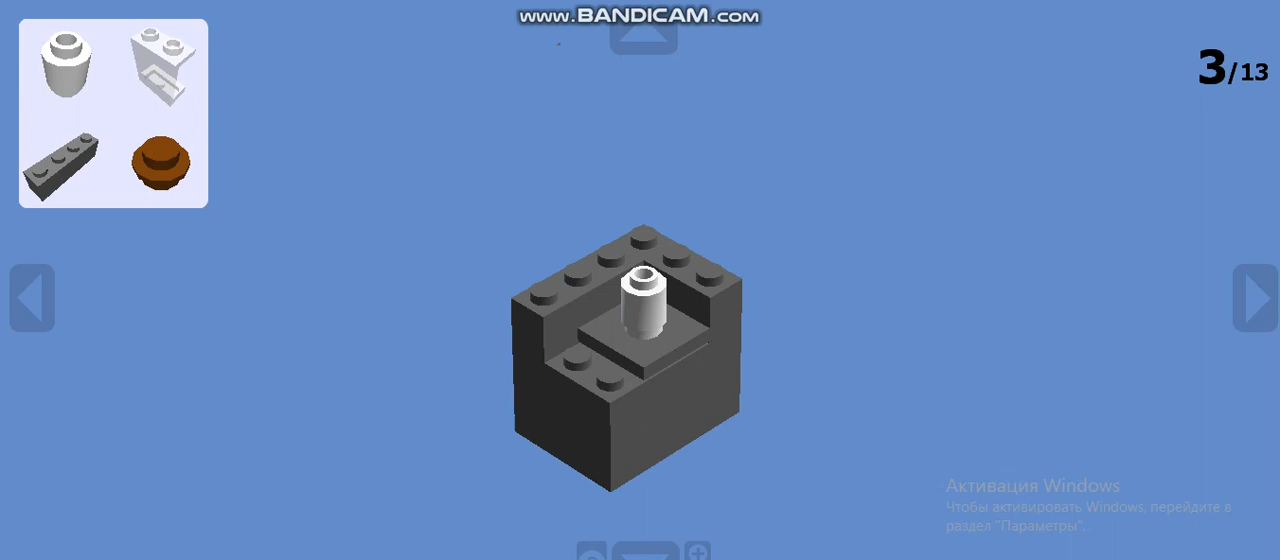 www.BANDICAM.com
3/13
Активация Windows
Чтобы активировать Windows, перейдите в
раздел "Параметры".